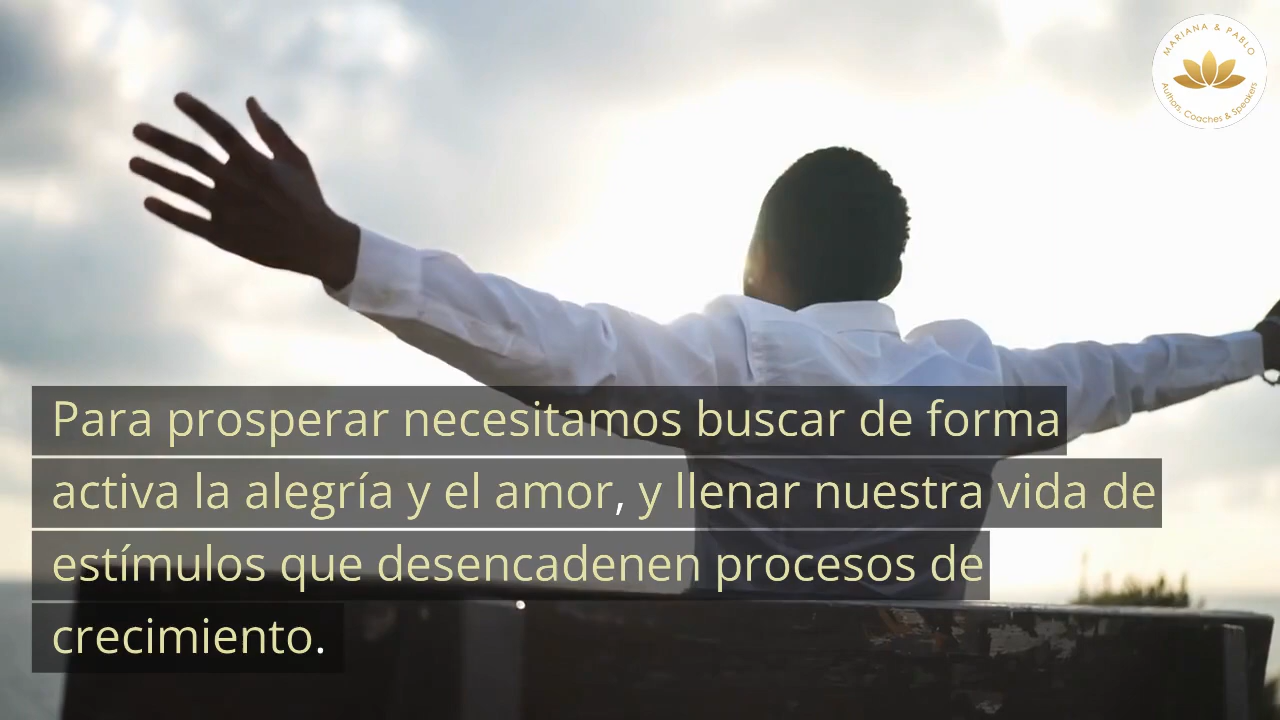 MARIANA & PABLO
Authors, Coaches & Speakers
Para prosperar necesitamos buscar de forma
activa la alegría y el amor, y llenar nuestra vida de
estímulos que desencadenen procesos de
crecimiento.